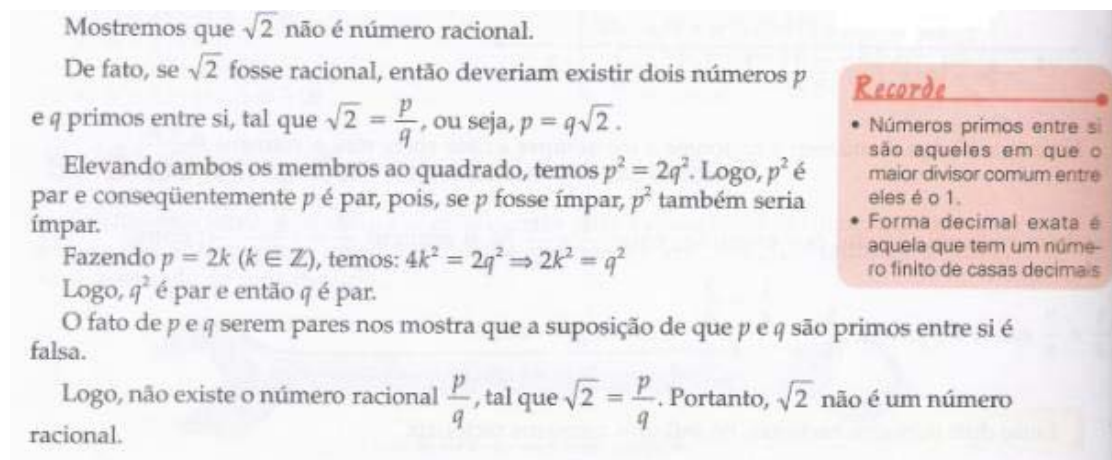 Mostremos que √2 não é número racional.
De fato, se √2 fosse racional, então deveriam existir dois números p
e q primos entre si, tal que √2 = p/q, ou seja, p = q√2.
Elevando ambos os membros ao quadrado, temos p² = 2q². Logo, p² é
par e conseqüentemente p é par, pois, se p fosse ímpar, p² também seria
ímpar.
Fazendo p = 2k (k ∈ ℤ), temos: 4k² = 2q² ⇒ 2k² = q²
Logo, q² é par e então q é par.
O fato de p e q serem pares nos mostra que a suposição de que p e q são primos entre si é
falsa.
Logo, não existe o número racional p/q, tal que √2 = p/q. Portanto, √2 não é um número
racional.
Recorde
• Números primos entre si
são aqueles em que o
maior divisor comum entre
eles é o 1.
• Forma decimal exata é
aquela que tem um núme-
ro finito de casas decimais